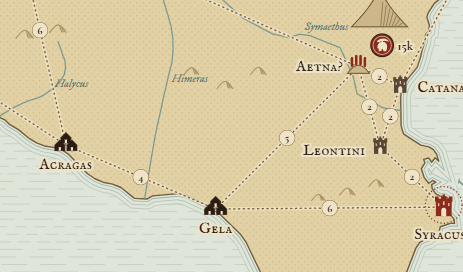 Symaethus
6
15k
Aetna?
2
Catana
Halycus
Himeras
2
2
5
Leontini
Acragas
4
2
6
Gela
Syracus